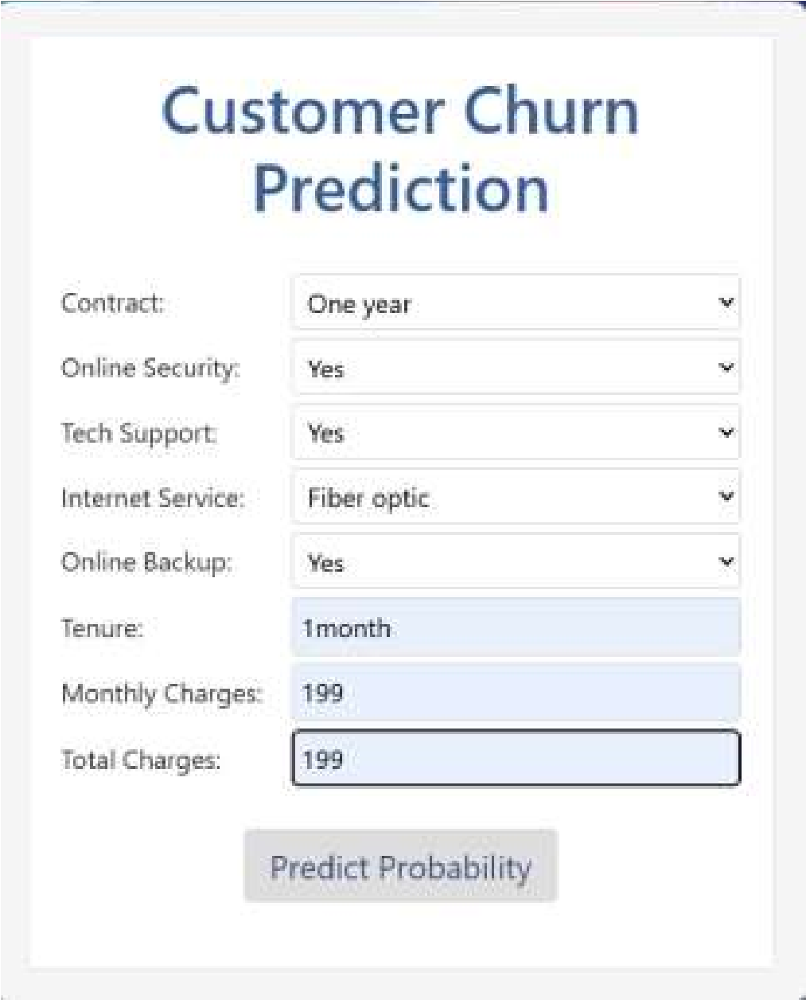 Customer Churn
Prediction
Contract: One year
Online Security: Yes
Tech Support: Yes
Internet Service: Fiber optic
Online Backup: Yes
Tenure: 1month
Monthly Charges: 199
Total Charges: 199
Predict Probability